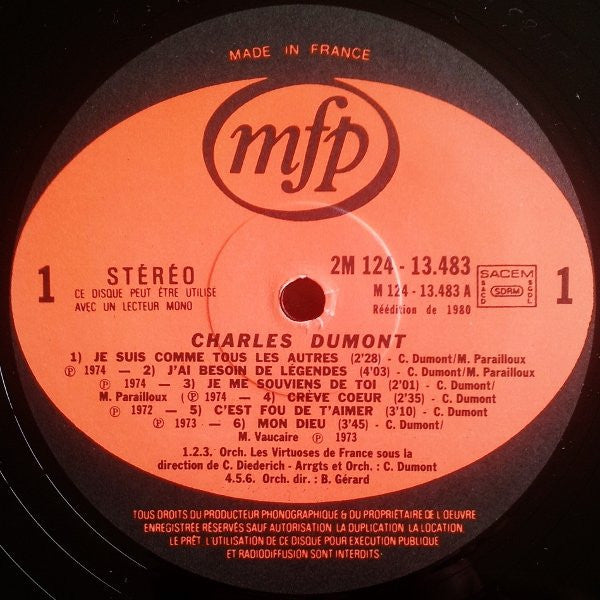 MADE IN FRANCE
mfp
1
STÉRÉO
CE DISQUE PEUT ÊTRE UTILISE
AVEC UN LECTEUR MONO
2M 124 - 13.483
M 124 - 13.483 A
Réédition de 1980
SACEM
SACD
SDRM
SGDL
1
CHARLES DUMONT
1) JE SUIS COMME TOUS LES AUTRES (2'28) - C. Dumont/M. Parailloux
℗ 1974 — 2) J'AI BESOIN DE LÉGENDES (4'03) - C. Dumont/M. Parailloux
℗ 1974 — 3) JE ME SOUVIENS DE TOI (2'01) - C. Dumont/
M. Parailloux (℗ 1974 - 4) CRÈVE COEUR (2'35) - C. Dumont
℗ 1972 — 5) C'EST FOU DE T'AIMER (3'10) - C. Dumont
℗ 1973 — 6) MON DIEU (3'45) - C. Dumont/
M. Vaucaire ℗ 1973
1.2.3. Orch. Les Virtuoses de France sous la
direction de C. Diederich - Arrgts et Orch. : C. Dumont
4.5.6. Orch. dir. : B. Gérard
TOUS DROITS DU PRODUCTEUR PHONOGRAPHIQUE & DU PROPRIETAIRE DE L OEUVRE
ENREGISTRÉE RÉSERVÉS SAUF AUTORISATION LA DUPLICATION LA LOCATION,
LE PRÊT L'UTILISATION DE CE DISQUE POUR EXECUTION PUBLIQUE
ET RADIODIFFUSION SONT INTERDITS·